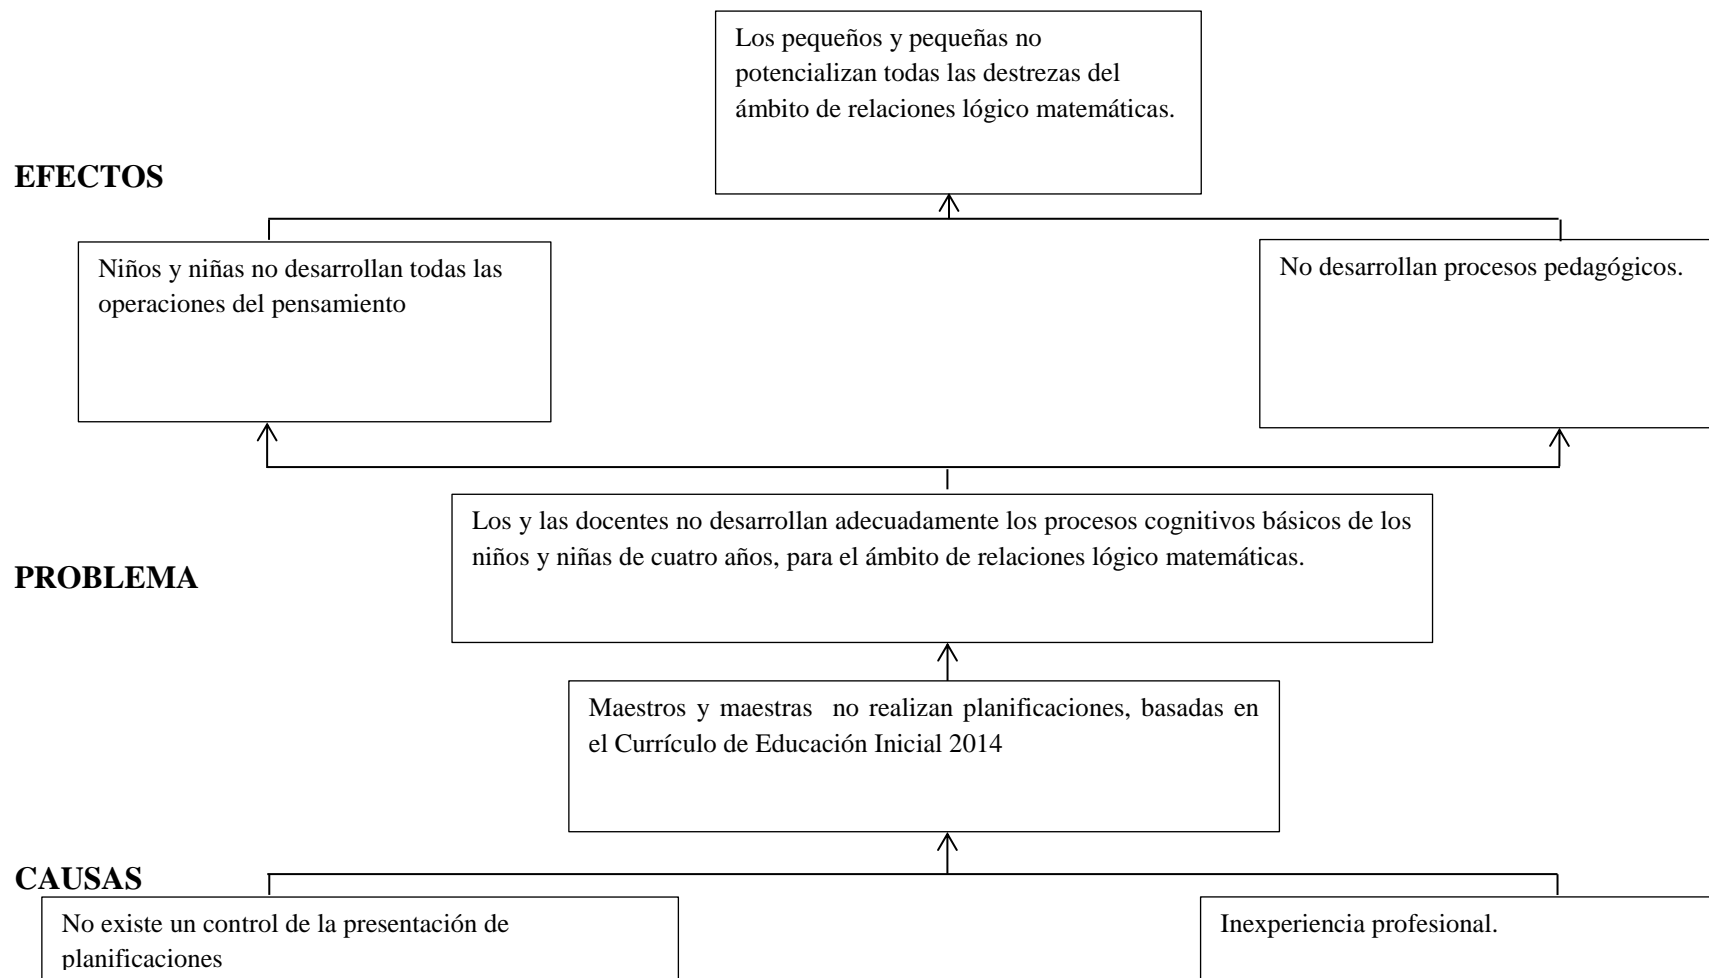 Los pequeños y pequeñas no
potencializan todas las destrezas del
ámbito de relaciones lógico matemáticas.
EFECTOS
Niños y niñas no desarrollan todas las
operaciones del pensamiento
No desarrollan procesos pedagógicos.
Los y las docentes no desarrollan adecuadamente los procesos cognitivos básicos de los
niños y niñas de cuatro años, para el ámbito de relaciones lógico matemáticas.
PROBLEMA
Maestros y maestras no realizan planificaciones, basadas en
el Currículo de Educación Inicial 2014
CAUSAS
No existe un control de la presentación de
planificaciones
Inexperiencia profesional.